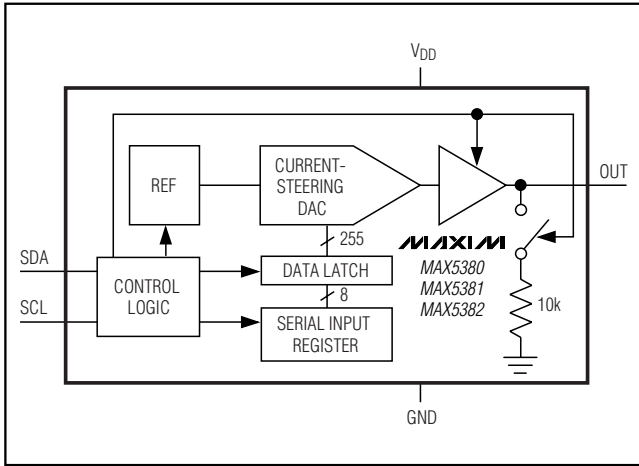 VDD
REF
CURRENT-
STEERING
DAC
OUT
255
MAXIM
MAX5380
MAX5381
MAX5382
SDA
SCL
CONTROL
LOGIC
DATA LATCH
8
SERIAL INPUT
REGISTER
10k
GND